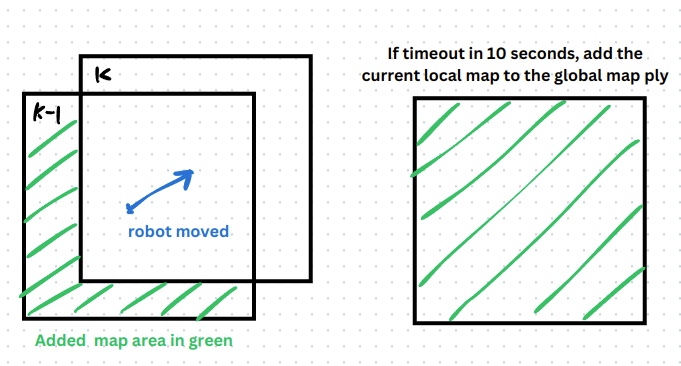 K
K-1
robot moved
Added map area in green
If timeout in 10 seconds, add the
current local map to the global map ply